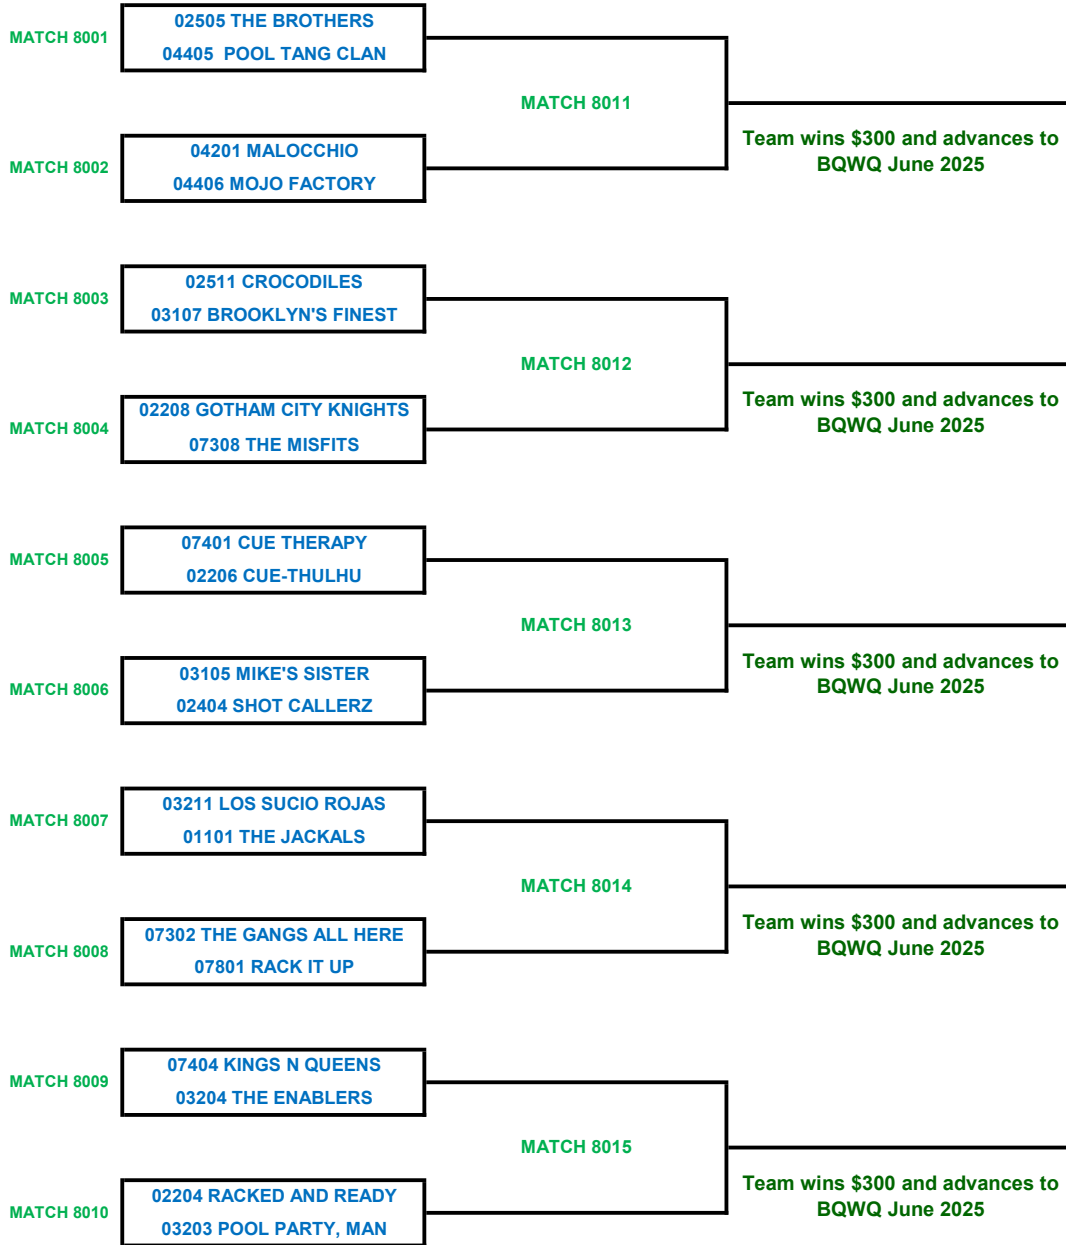 02505 THE BROTHERS
MATCH 8001
04405 POOL TANG CLAN
MATCH 8011
Team wins $300 and advances to
BQWQ June 2025
04201 MALOCCHIO
MATCH 8002
04406 MOJO FACTORY
02511 CROCODILES
MATCH 8003
03107 BROOKLYN'S FINEST
MATCH 8012
Team wins $300 and advances to
BQWQ June 2025
02208 GOTHAM CITY KNIGHTS
MATCH 8004
07308 THE MISFITS
07401 CUE THERAPY
MATCH 8005
02206 CUE-THULHU
MATCH 8013
Team wins $300 and advances to
BQWQ June 2025
03105 MIKE'S SISTER
MATCH 8006
02404 SHOT CALLERZ
03211 LOS SUCIO ROJAS
MATCH 8007
01101 THE JACKALS
MATCH 8014
Team wins $300 and advances to
BQWQ June 2025
07302 THE GANGS ALL HERE
MATCH 8008
07801 RACK IT UP
07404 KINGS N QUEENS
MATCH 8009
03204 THE ENABLERS
MATCH 8015
Team wins $300 and advances to
BQWQ June 2025
02204 RACKED AND READY
MATCH 8010
03203 POOL PARTY, MAN